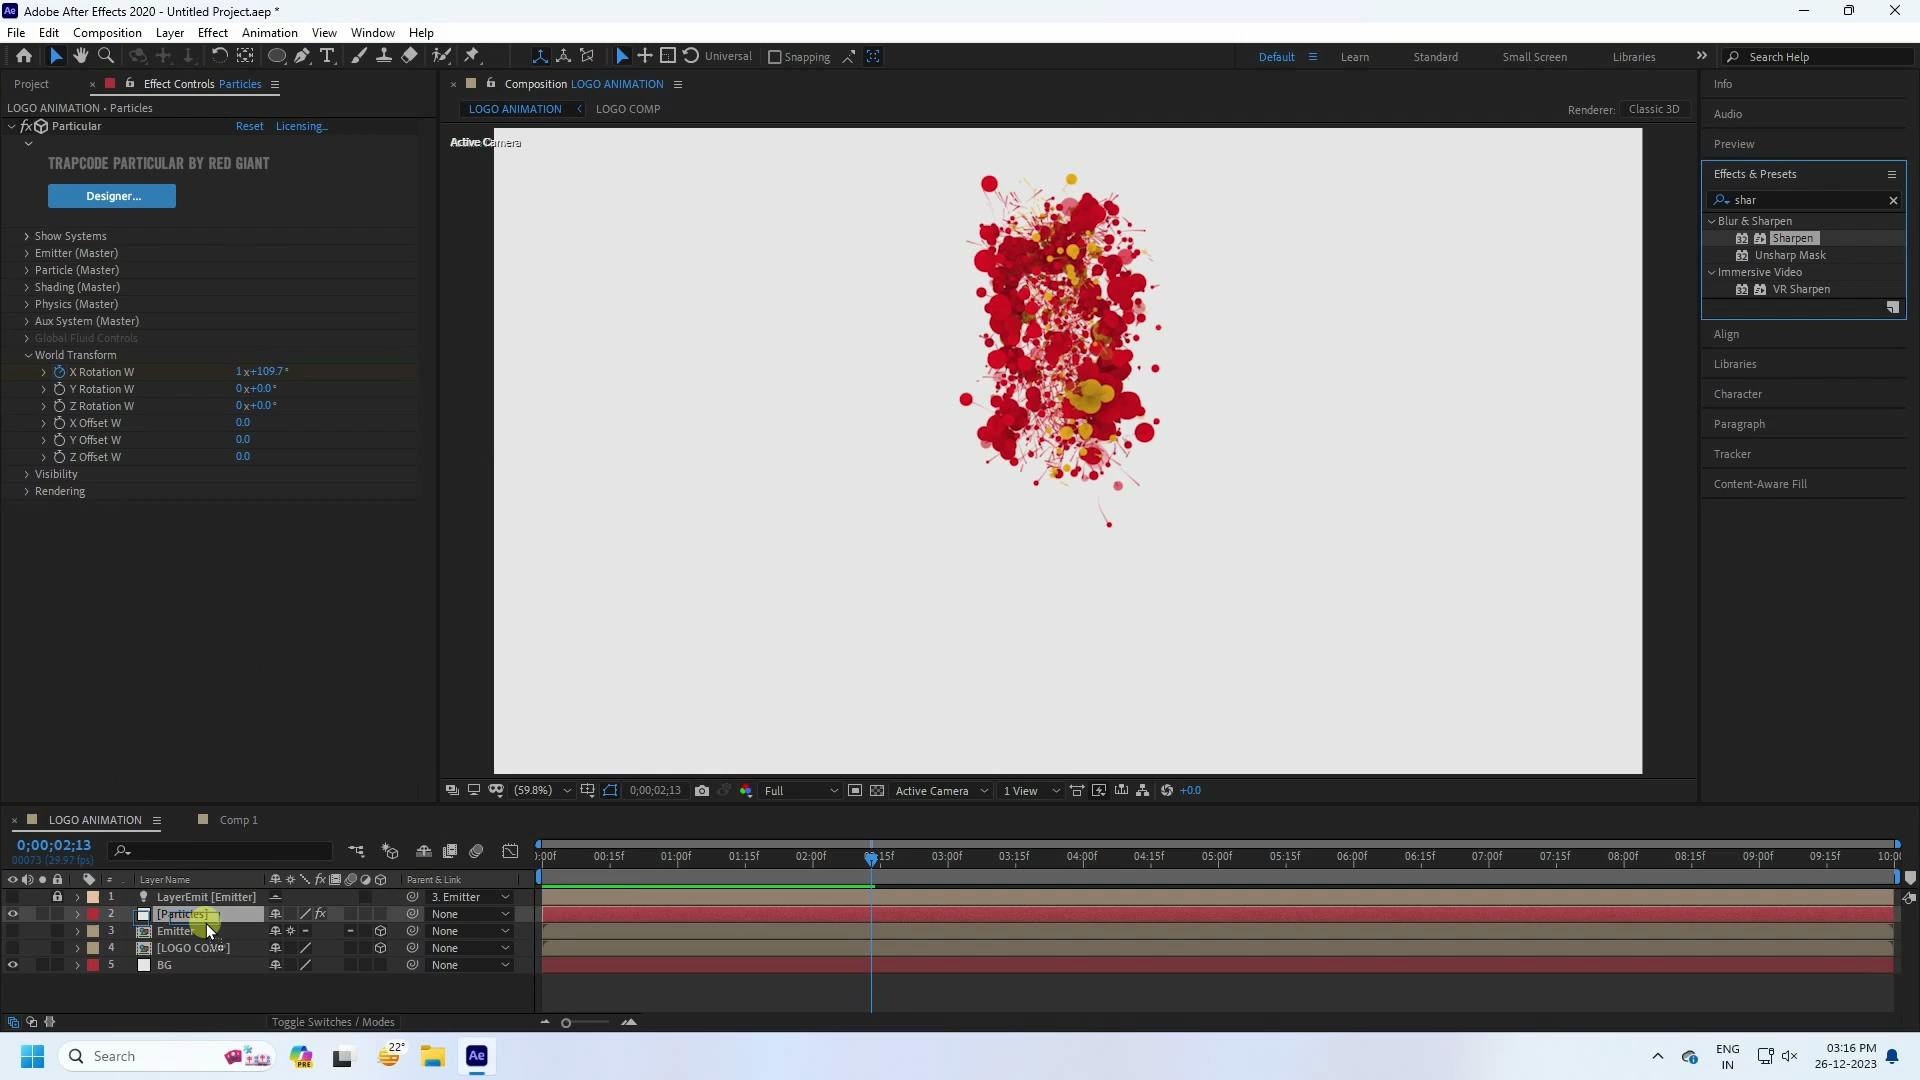 Adobe After Effects 2020 - Untitled Project.aep *
File Edit Composition Layer Effect Animation View Window Help
Universal Snapping Default Learn Standard Small Screen Libraries Search Help
Project Effect Controls Particles
LOGO ANIMATION • Particles
Particular Reset Licensing...
TRAPCODE PARTICULAR BY RED GIANT
Designer...
Show Systems
Emitter (Master)
Particle (Master)
Shading (Master)
Physics (Master)
Aux System (Master)
Global Fluid Controls
World Transform
X Rotation W 1x+109.7°
Y Rotation W 0x+0.0°
Z Rotation W 0x+0.0°
X Offset W 0.0
Y Offset W 0.0
Z Offset W 0.0
Visibility
Rendering
Composition LOGO ANIMATION
LOGO ANIMATION LOGO COMP
Renderer: Classic 3D
Active Camera
(59.8%) 0;00;02;13 Full Active Camera 1 View +0.0
Info
Audio
Preview
Effects & Presets
shar
Blur & Sharpen
Sharpen
Unsharp Mask
Immersive Video
VR Sharpen
Align
Libraries
Character
Paragraph
Tracker
Content-Aware Fill
LOGO ANIMATION Comp 1
0;00;02;13
00073 (29.97 fps)
# Layer Name Parent & Link
1 LayerEmit [Emitter] 3. Emitter
2 [Particles] None
3 Emitter None
4 [LOGO COMP] None
5 BG None
:00f 00:15f 01:00f 01:15f 02:00f 02:15f 03:00f 03:15f 04:00f 04:15f 05:00f 05:15f 06:00f 06:15f 07:00f 07:15f 08:00f 08:15f 09:00f 09:15f 10:0
Toggle Switches / Modes
Search
PRE
22°
Ae
ENG
IN
03:16 PM
26-12-2023